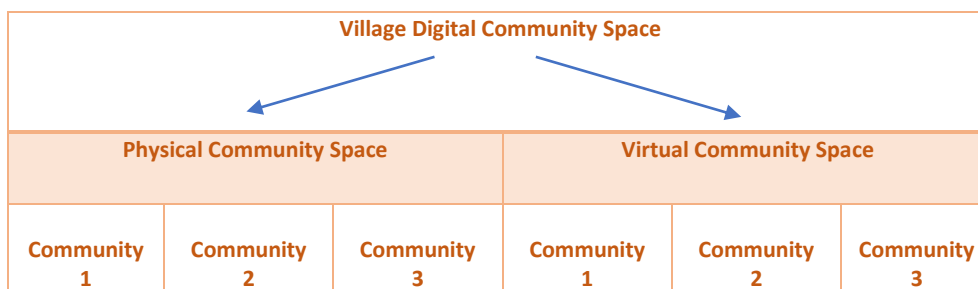 Village Digital Community Space
Physical Community Space Virtual Community Space
Community Community Community Community Community Community
1 2 3 1 2 3